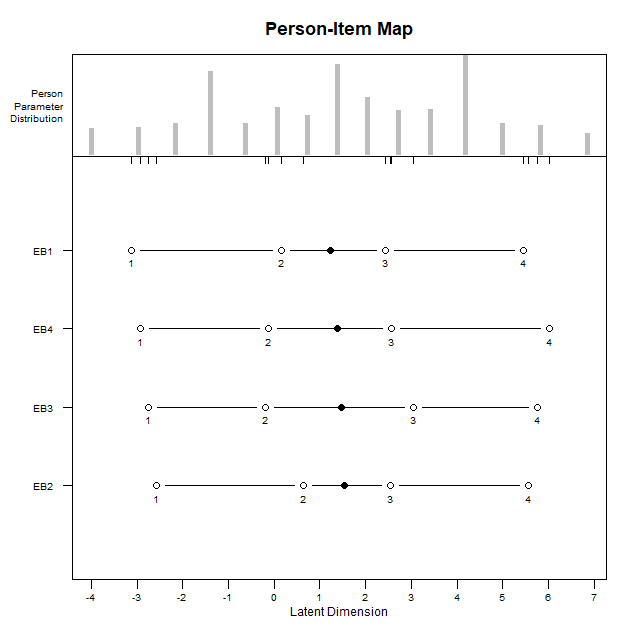 Person-Item Map
Person
Parameter
Distribution
EB1
1 2 3 4
EB4
1 2 3 4
EB3
1 2 3 4
EB2
1 2 3 4
-4 -3 -2 -1 0 1 2 3 4 5 6 7
Latent Dimension